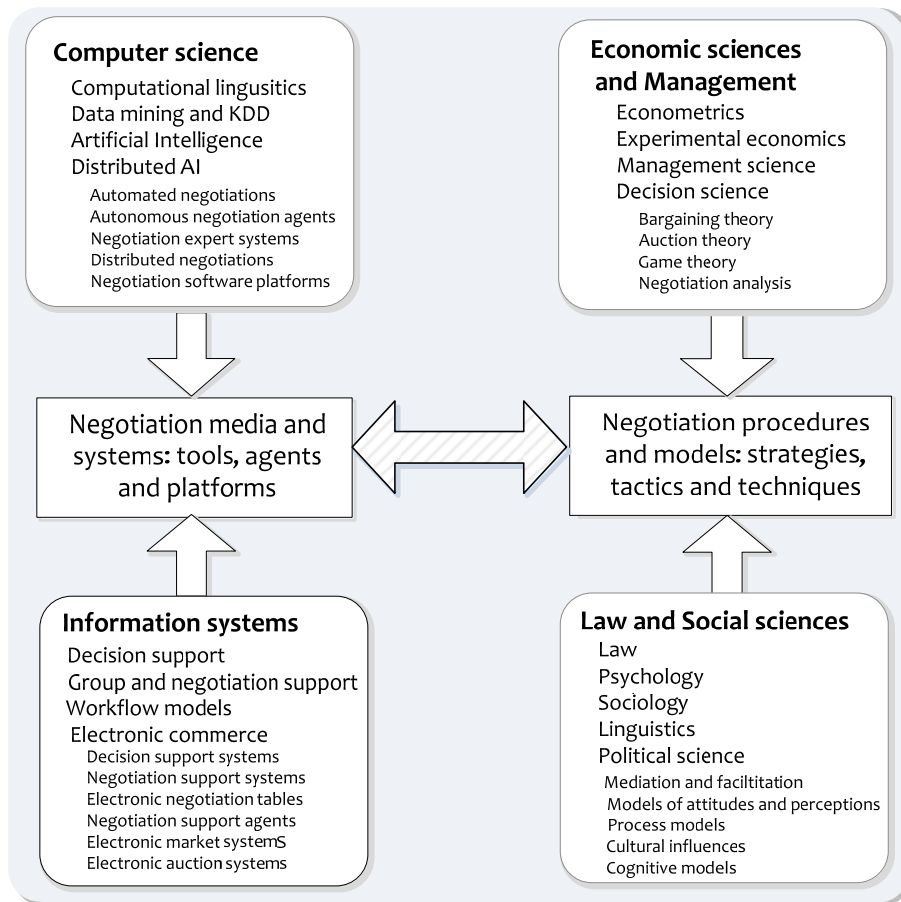 Computer science
Computational lingusitics
Data mining and KDD
Artificial Intelligence
Distributed AI
Automated negotiations
Autonomous negotiation agents
Negotiation expert systems
Distributed negotiations
Negotiation software platforms
Economic sciences
and Management
Econometrics
Experimental economics
Management science
Decision science
Bargaining theory
Auction theory
Game theory
Negotiation analysis
Negotiation media and
systems: tools, agents
and platforms
Negotiation procedures
and models: strategies,
tactics and techniques
Information systems
Decision support
Group and negotiation support
Workflow models
Electronic commerce
Decision support systems
Negotiation support systems
Electronic negotiation tables
Negotiation support agents
Electronic market systemS
Electronic auction systems
Law and Social sciences
Law
Psychology
Sociology
Linguistics
Political science
Mediation and faciltitation
Models of attitudes and perceptions
Process models
Cultural influences
Cognitive models